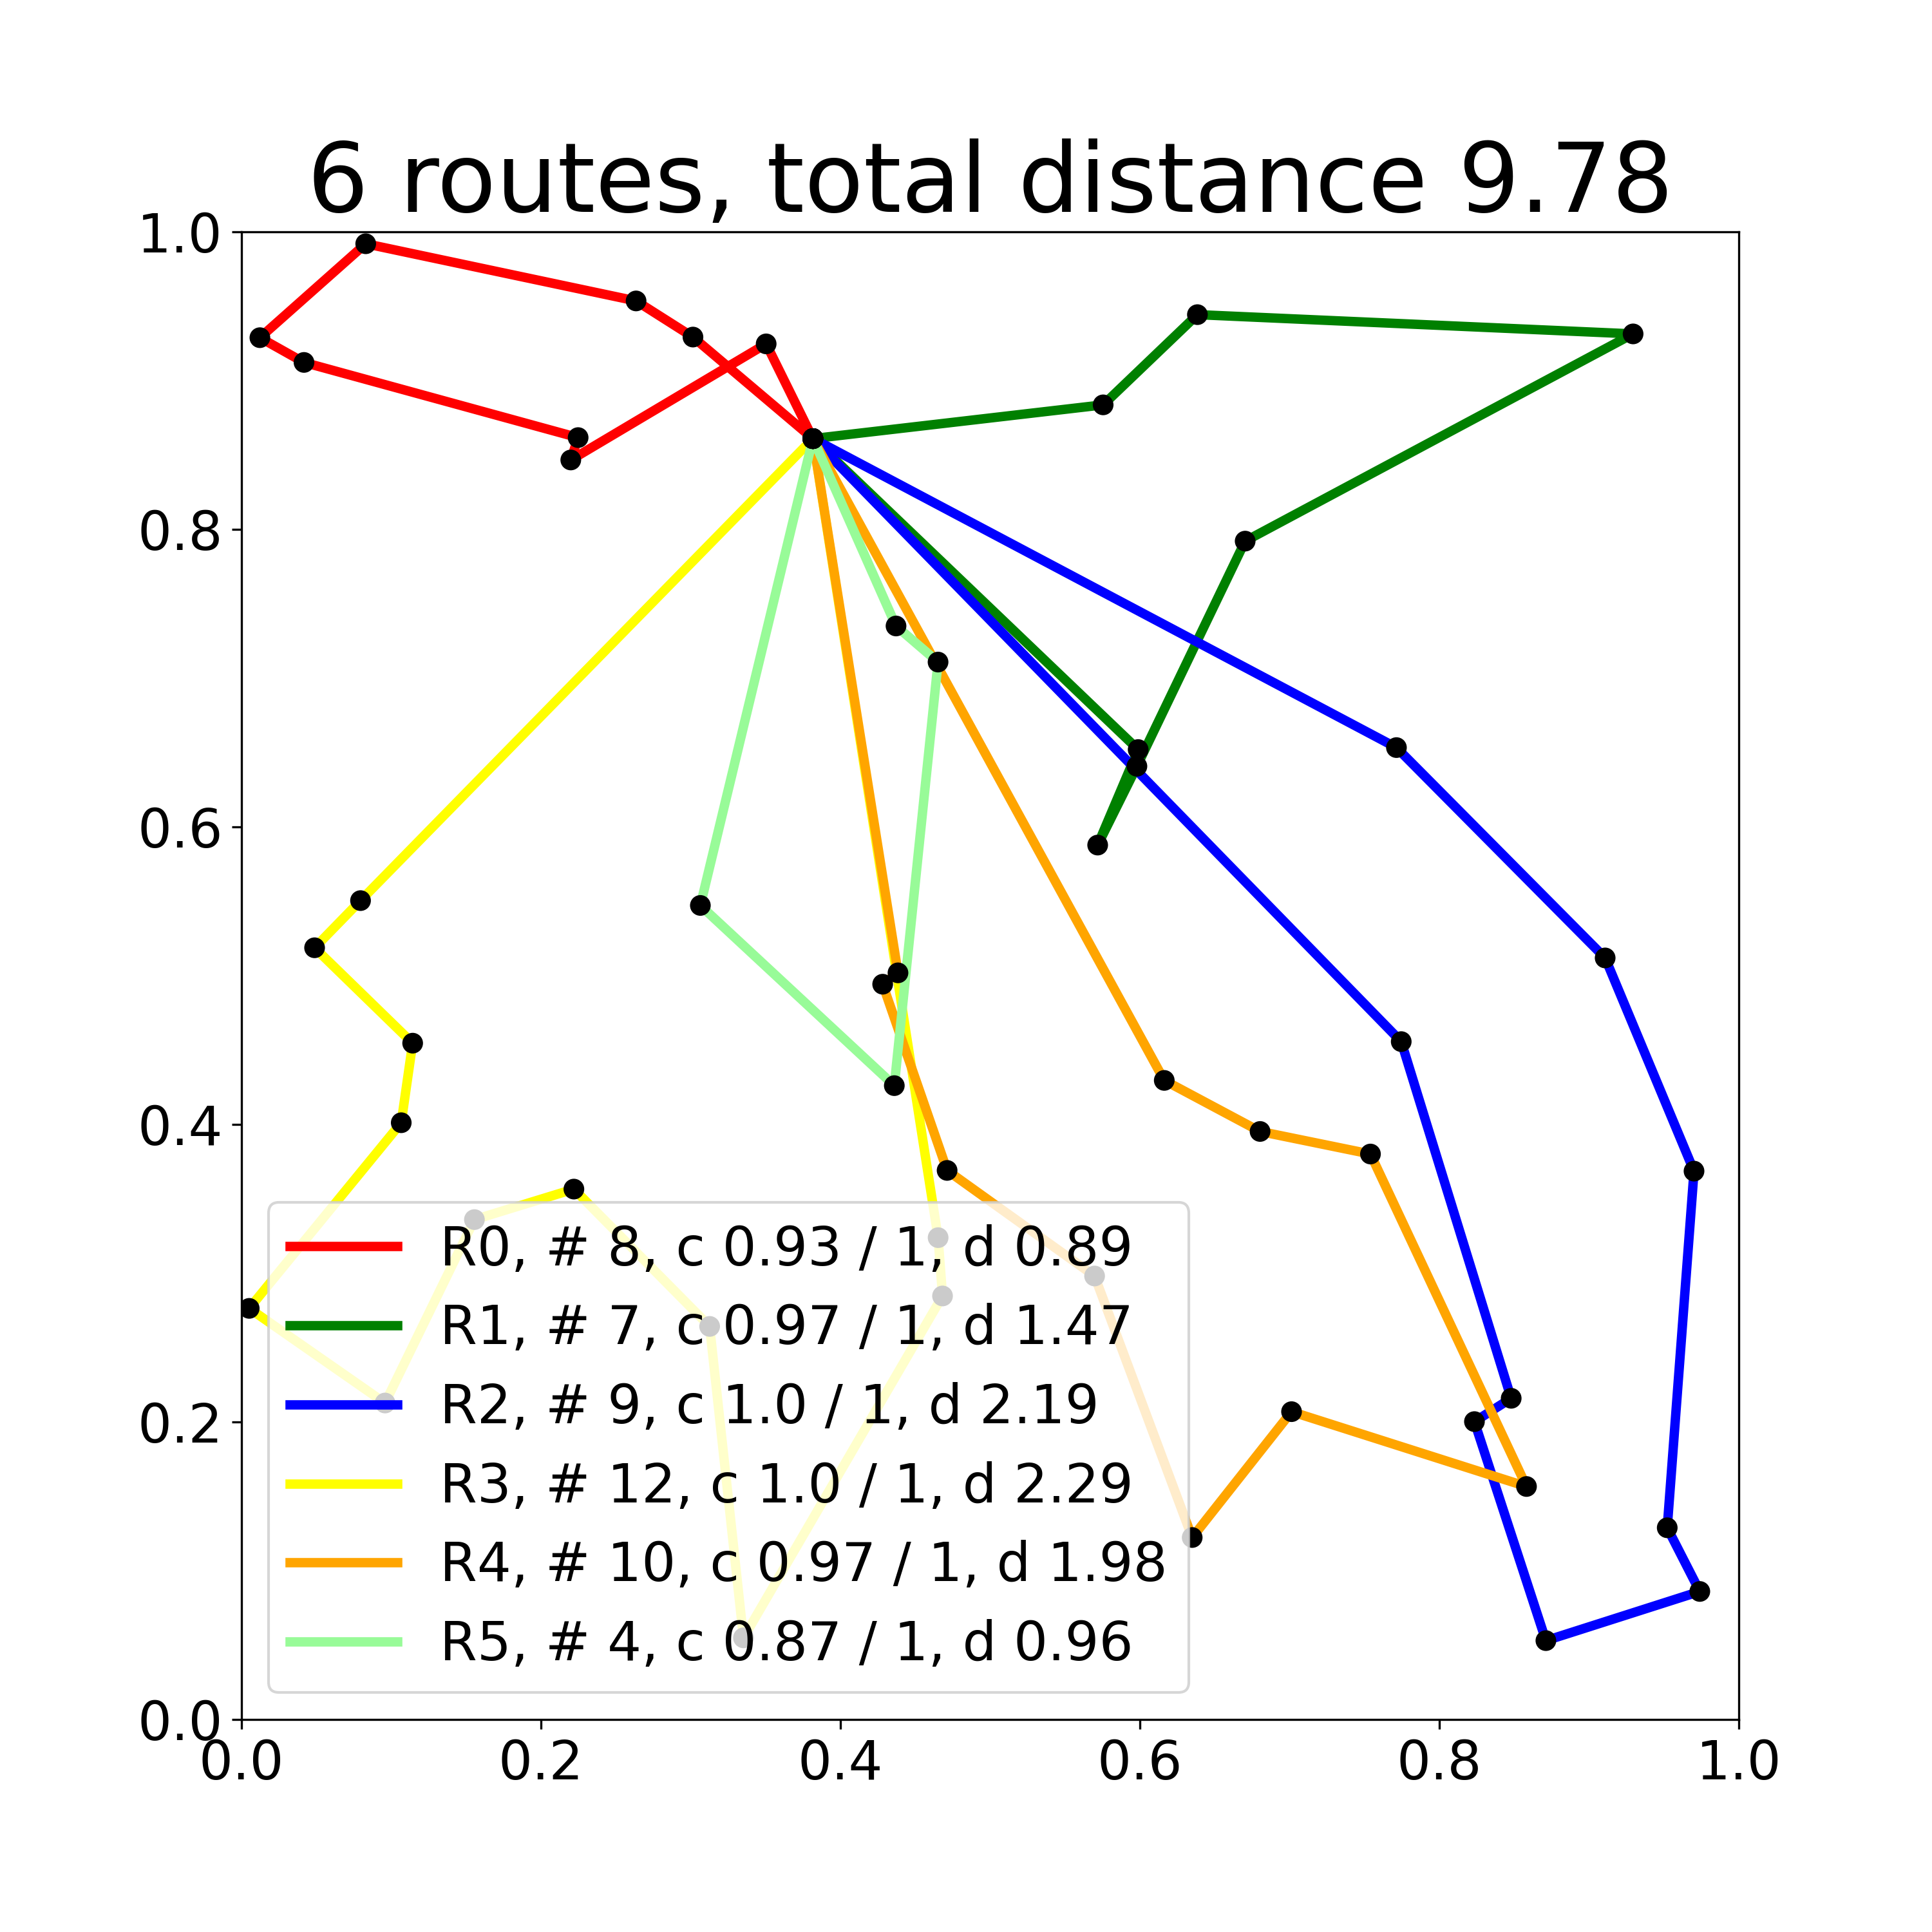 6 routes, total distance 9.78
1.0
0.8
0.6
0.4
0.2
0.0
R0, # 8, c 0.93 / 1, d 0.89
R1, # 7, c 0.97 / 1, d 1.47
R2, # 9, c 1.0 / 1, d 2.19
R3, # 12, c 1.0 / 1, d 2.29
R4, # 10, c 0.97 / 1, d 1.98
R5, # 4, c 0.87 / 1, d 0.96
0.0 0.2 0.4 0.6 0.8 1.0